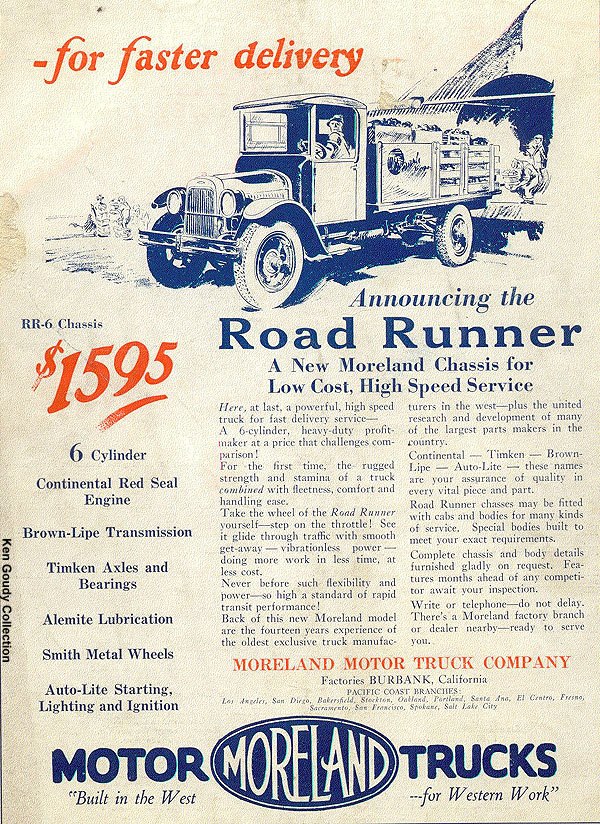 -for faster delivery
Announcing the
Road Runner
A New Moreland Chassis for
Low Cost, High Speed Service
RR-6 Chassis
$1595
6 Cylinder
Continental Red Seal
Engine
Brown-Lipe Transmission
Timken Axles and
Bearings
Alemite Lubrication
Smith Metal Wheels
Auto-Lite Starting,
Lighting and Ignition
Here, at last, a powerful, high speed
truck for fast delivery service—
A 6-cylinder, heavy-duty profit-
maker at a price that challenges com-
parison!
For the first time, the rugged
strength and stamina of a truck
combined with fleetness, comfort and
handling ease.
Take the wheel of the Road Runner
yourself—step on the throttle! See
it glide through traffic with smooth
get-away — vibrationless power —
doing more work in less time, at
less cost.
Never before such flexibility and
power—so high a standard of rapid
transit performance!
Back of this new Moreland model
are the fourteen years experience of
the oldest exclusive truck manufac-
turers in the west—plus the united
research and development of many
of the largest parts makers in the
country.
Continental — Timken — Brown-
Lipe — Auto-Lite — these names
are your assurance of quality in
every vital piece and part.
Road Runner chasses may be fitted
with cabs and bodies for many kinds
of service. Special bodies built to
meet your exact requirements.
Complete chassis and body details
furnished gladly on request. Fea-
tures months ahead of any competi-
tor await your inspection.
Write or telephone—do not delay.
There's a Moreland factory branch
or dealer nearby—ready to serve
you.
MORELAND MOTOR TRUCK COMPANY
Factories BURBANK, California
PACIFIC COAST BRANCHES:
Los Angeles, San Diego, Bakersfield, Stockton, Oakland, Portland, Santa Ana, El Centro, Fresno,
Sacramento, San Francisco, Spokane, Salt Lake City
MOTOR MORELAND TRUCKS
"Built in the West ---for Western Work"
Ken Goudy Collection